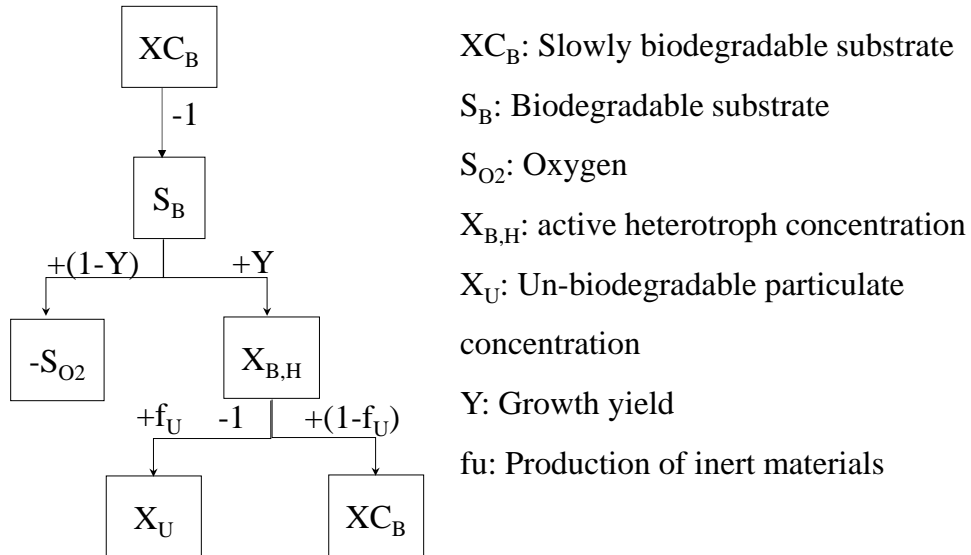 XC_B
-1
S_B
+(1-Y)
+Y
-S_O2
X_B,H
+f_U
-1
+(1-f_U)
X_U
XC_B
XC_B: Slowly biodegradable substrate
S_B: Biodegradable substrate
S_O2: Oxygen
X_B,H: active heterotroph concentration
X_U: Un-biodegradable particulate
concentration
Y: Growth yield
fu: Production of inert materials